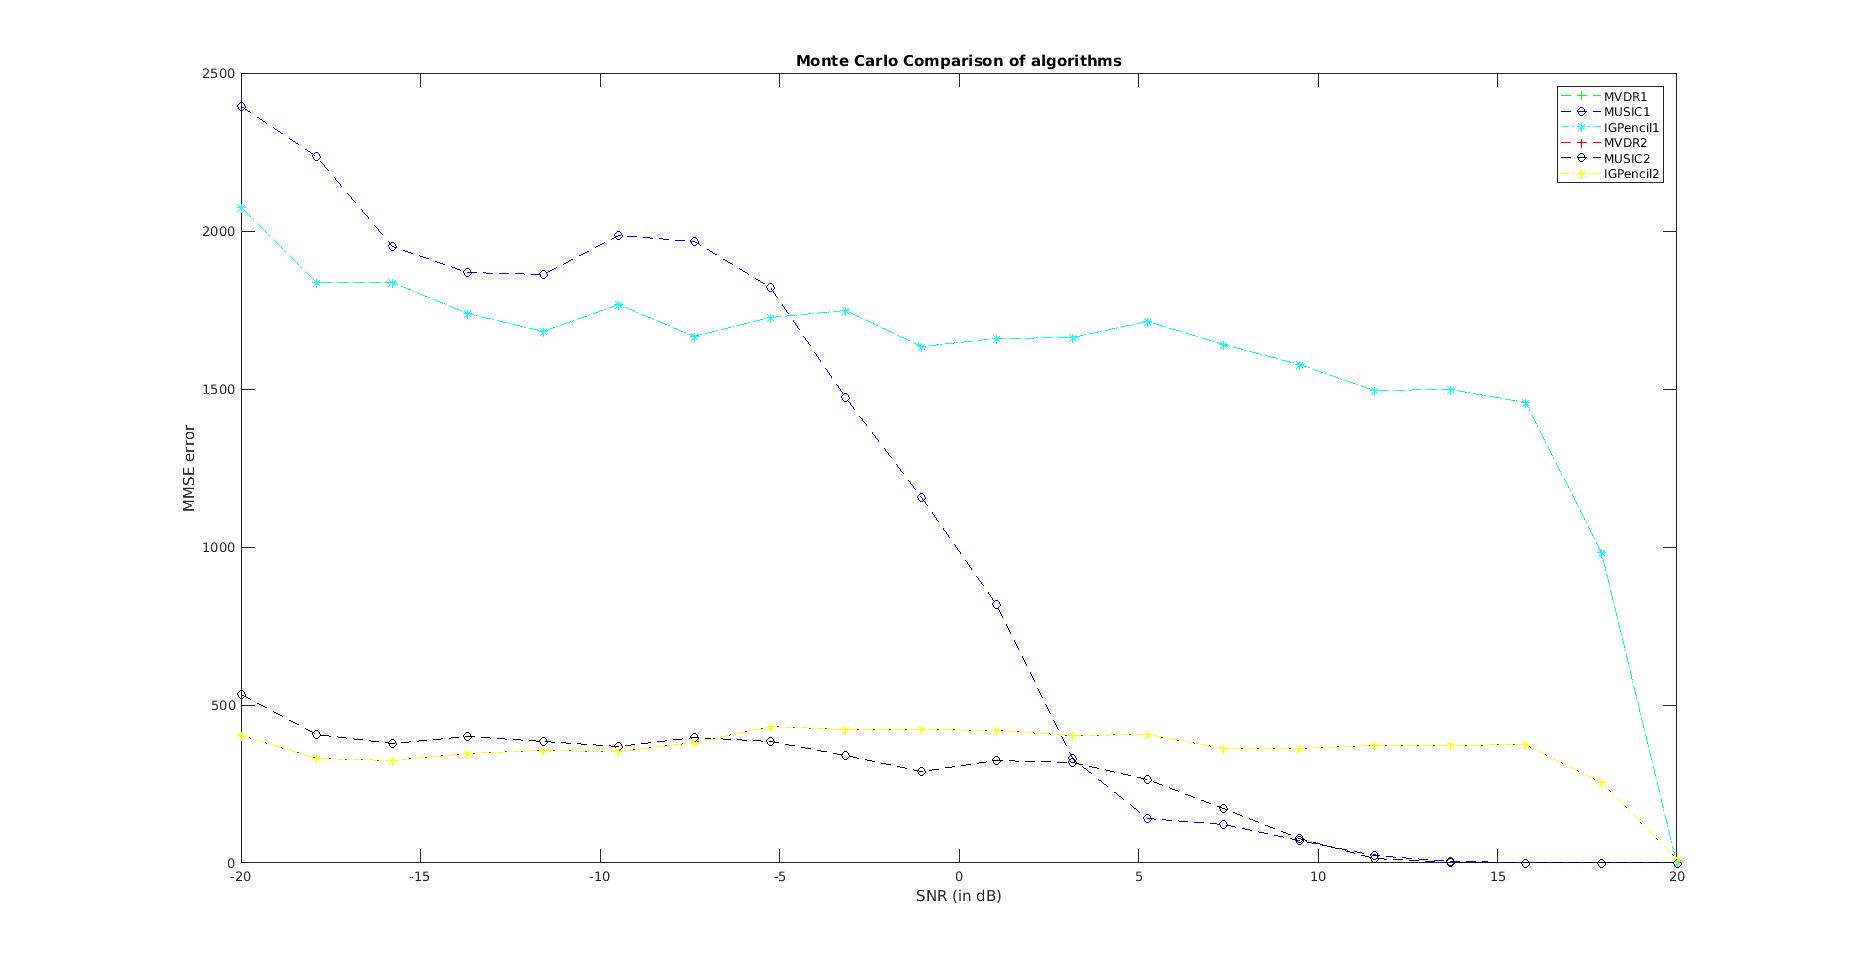 Monte Carlo Comparison of algorithms
2500
2000
1500
1000
500
0
MMSE error
MVDR1
MUSIC1
IGPencil1
MVDR2
MUSIC2
IGPencil2
-20 -15 -10 -5 0 5 10 15 20
SNR (in dB)